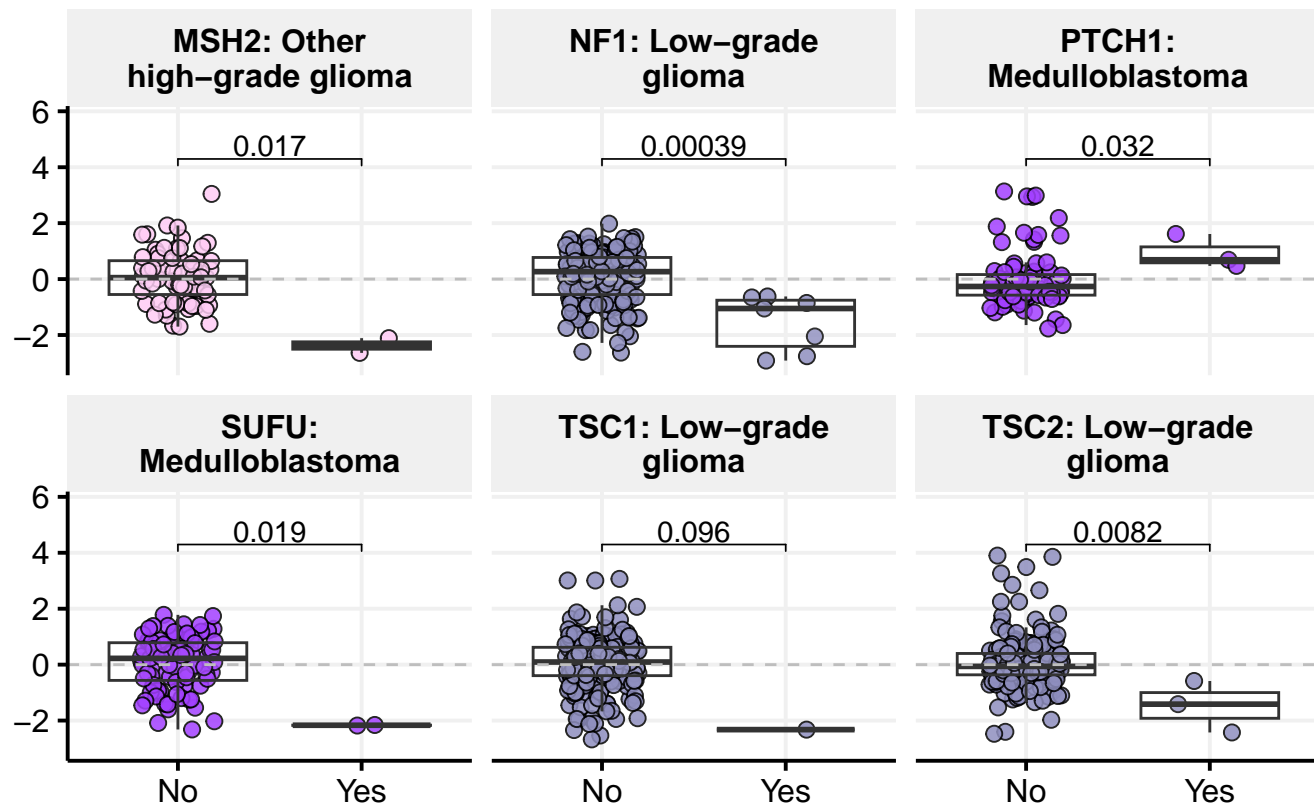 MSH2: Other
high−grade glioma
NF1: Low−grade
glioma
PTCH1:
Medulloblastoma
6
4
2
0
−2
0.017
0.00039
0.032
SUFU:
Medulloblastoma
TSC1: Low−grade
glioma
TSC2: Low−grade
glioma
6
4
2
0
−2
0.019
0.096
0.0082
No Yes No Yes No Yes